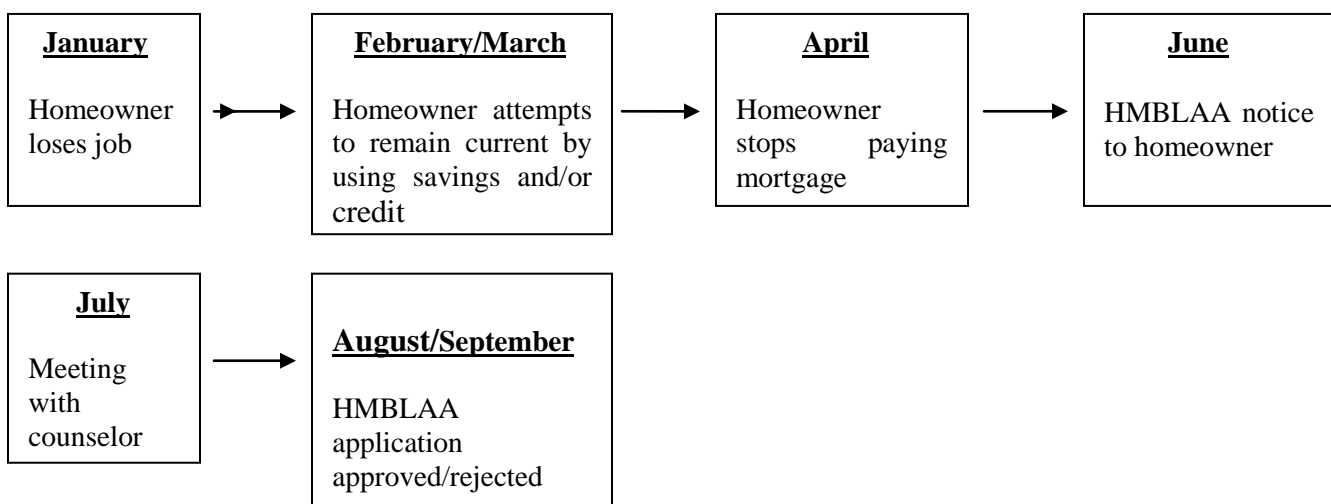 January
Homeowner
loses job
February/March
Homeowner attempts
to remain current by
using savings and/or
credit
April
Homeowner
stops paying
mortgage
June
HMBLAA notice
to homeowner
July
Meeting
with
counselor
August/September
HMBLAA
application
approved/rejected